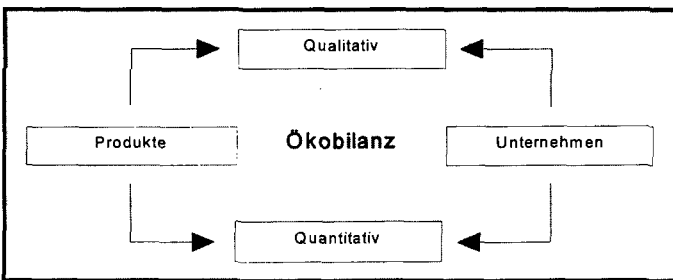 Qualitativ
Produkte
Ökobilanz
Unternehmen
Quantitativ